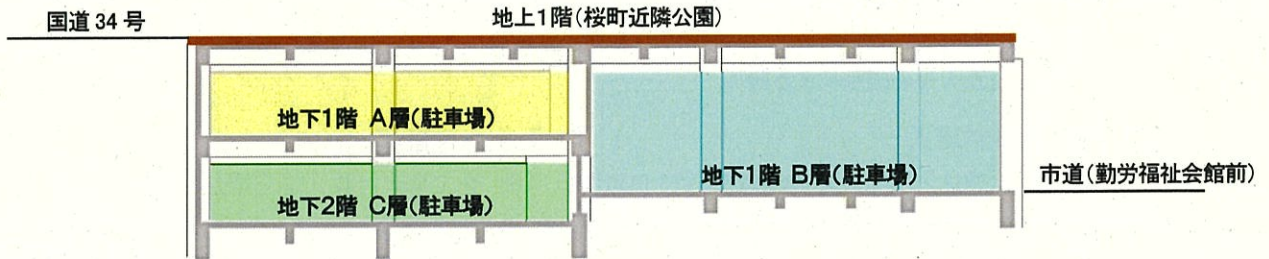 国道 34 号
地上1階(桜町近隣公園)
地下1階 A層(駐車場)
地下1階 B層(駐車場)
市道(勤労福祉会館前)
地下2階 C層(駐車場)